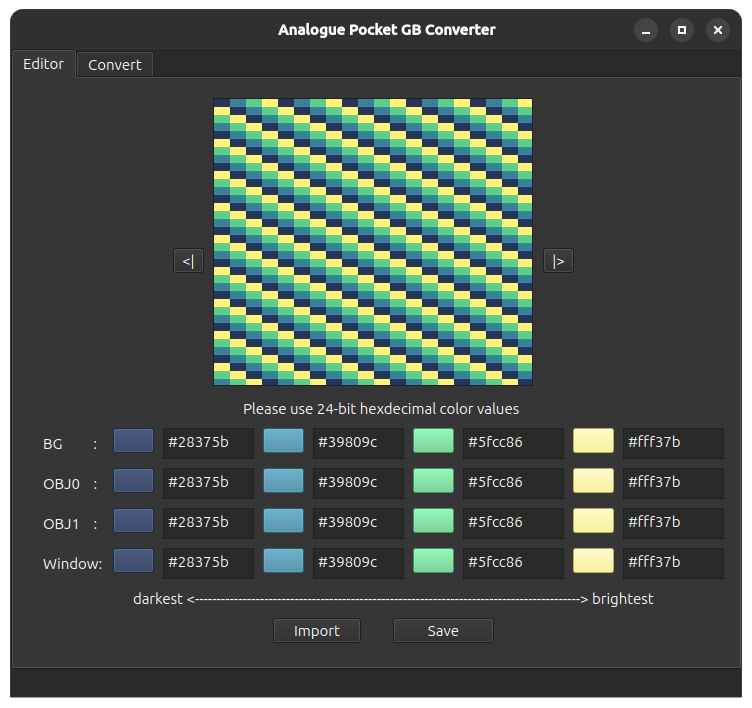 Analogue Pocket GB Converter
Editor Convert
<| |>
Please use 24-bit hexdecimal color values
BG : #28375b #39809c #5fcc86 #fff37b
OBJ0 : #28375b #39809c #5fcc86 #fff37b
OBJ1 : #28375b #39809c #5fcc86 #fff37b
Window: #28375b #39809c #5fcc86 #fff37b
darkest <--------------------------------------------------------------------------------------------> brightest
Import Save